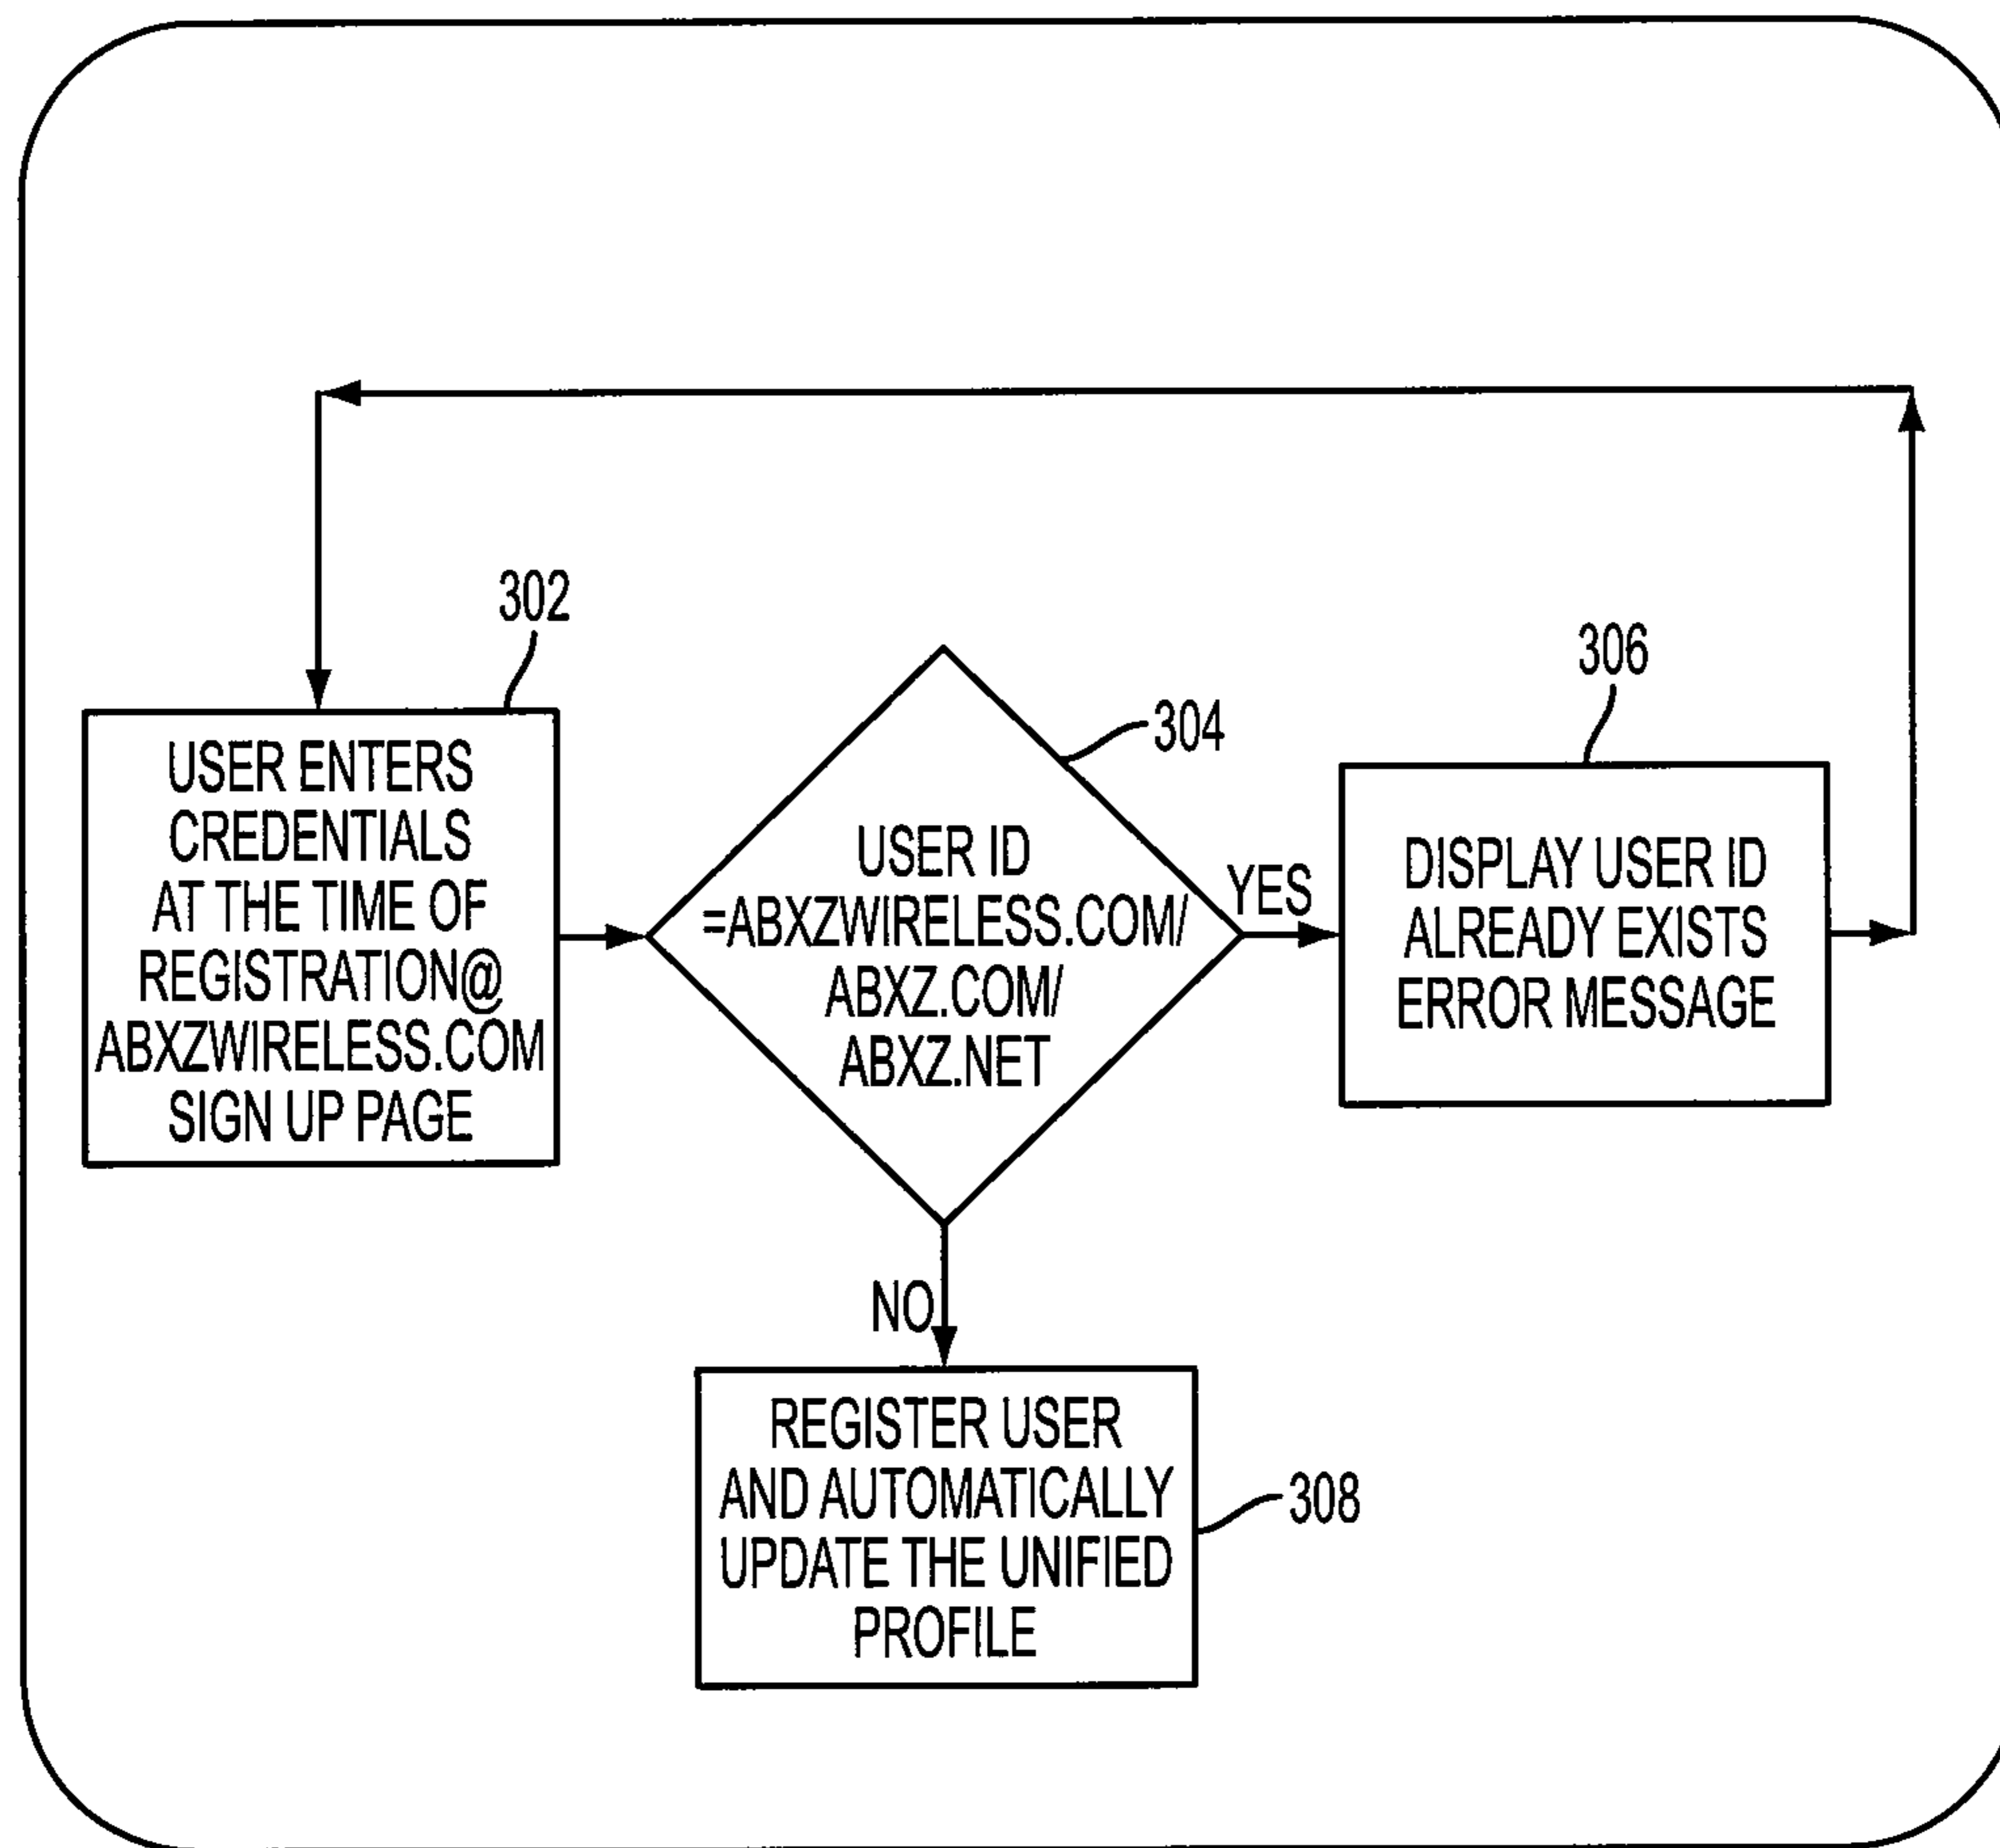 302
USER ENTERS
CREDENTIALS
AT THE TIME OF
REGISTRATION@
ABXZWIRELESS.COM
SIGN UP PAGE
304
USER ID
=ABXZWIRELESS.COM/
ABXZ.COM/
ABXZ.NET
YES
306
DISPLAY USER ID
ALREADY EXISTS
ERROR MESSAGE
NO
REGISTER USER
AND AUTOMATICALLY
UPDATE THE UNIFIED
PROFILE
308